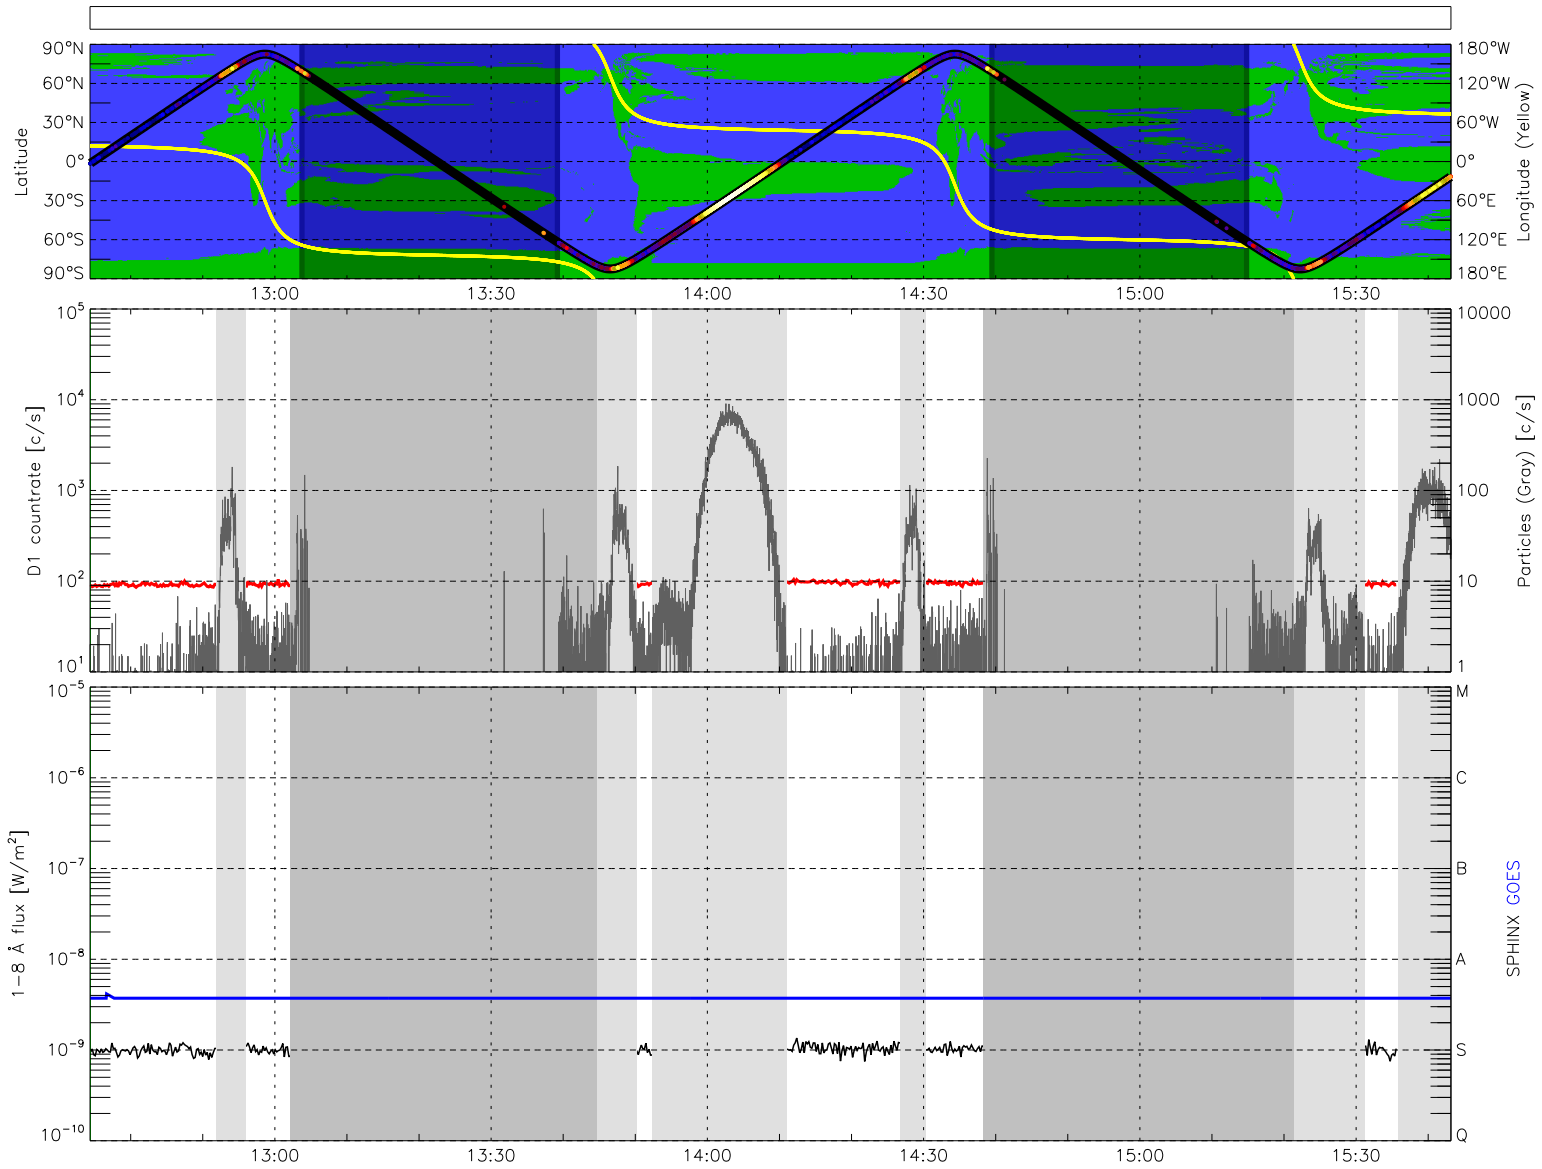 90°N 180°W
60°N 120°W
30°N 60°W
0° 0°
30°S 60°E
60°S 120°E
90°S 180°E
Latitude
Longitude (Yellow)
13:00 13:30 14:00 14:30 15:00 15:30
10^5 10000
10^4 1000
10^3 100
10^2 10
10^1 1
D1 countrate [c/s]
Particles (Gray) [c/s]
10^-5 M
10^-6 C
10^-7 B
10^-8 A
10^-9 S
10^-10 Q
1-8 Å flux [W/m^2]
SPHINX GOES
13:00 13:30 14:00 14:30 15:00 15:30